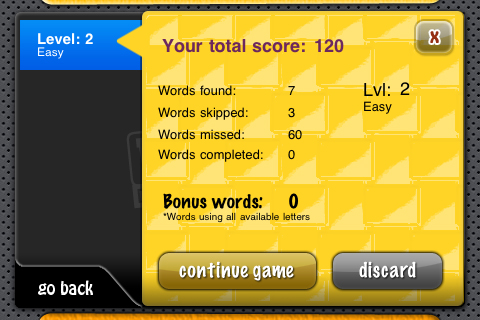 Level: 2
Easy
Your total score: 120
X
Words found: 7
Words skipped: 3
Words missed: 60
Words completed: 0
Lvl: 2
Easy
Bonus words: 0
*Words using all available letters
continue game
discard
go back